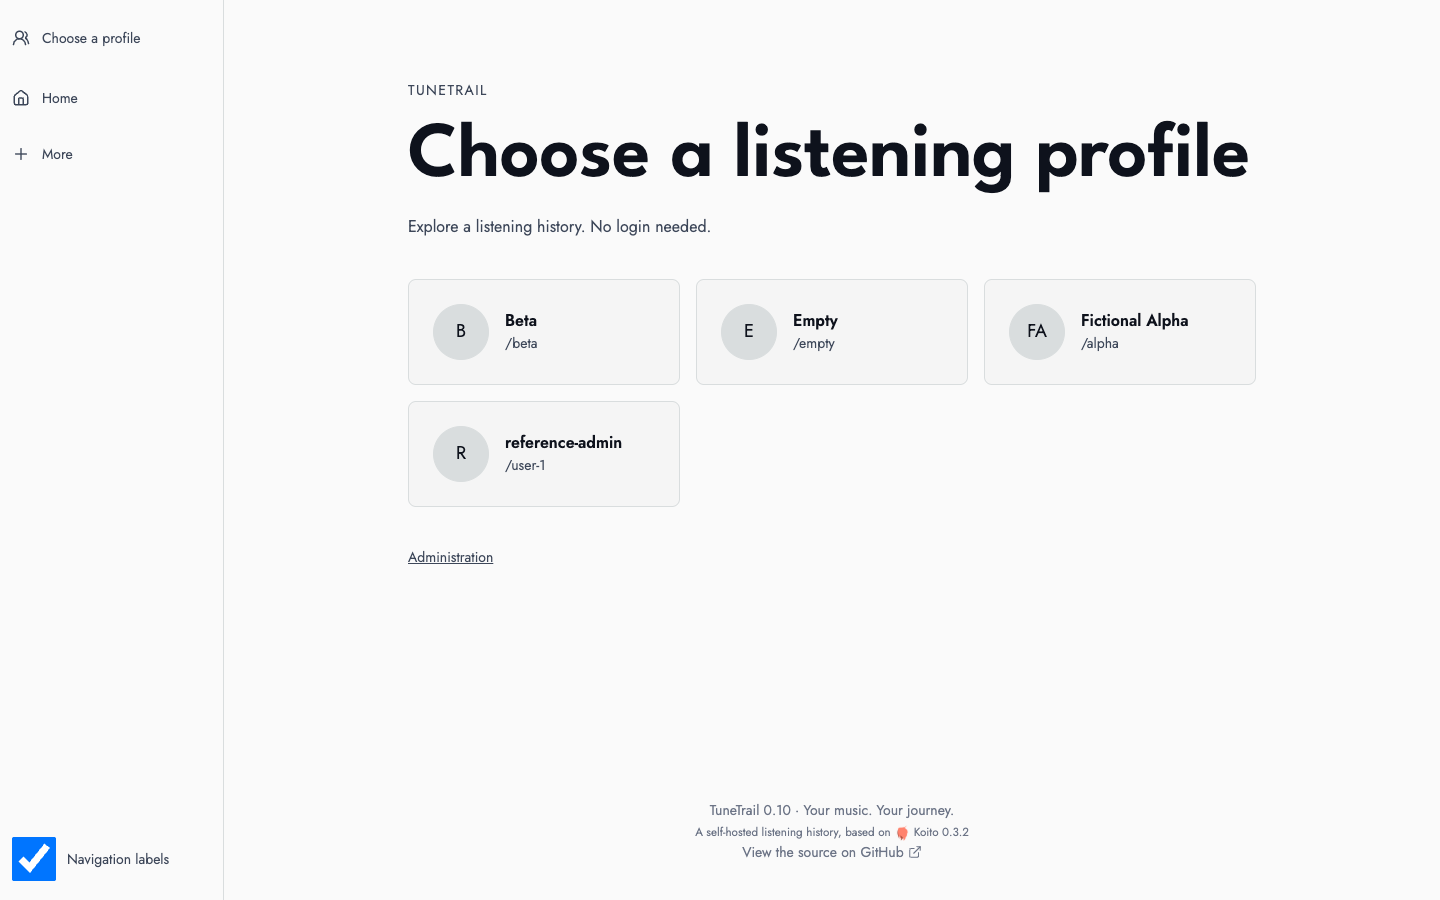 Choose a profile
Home
More
Navigation labels
TUNETRAIL
Choose a listening profile
Explore a listening history. No login needed.
B
Beta
/beta
E
Empty
/empty
FA
Fictional Alpha
/alpha
R
reference-admin
/user-1
Administration
TuneTrail 0.10 · Your music. Your journey.
A self-hosted listening history, based on Koito 0.3.2
View the source on GitHub